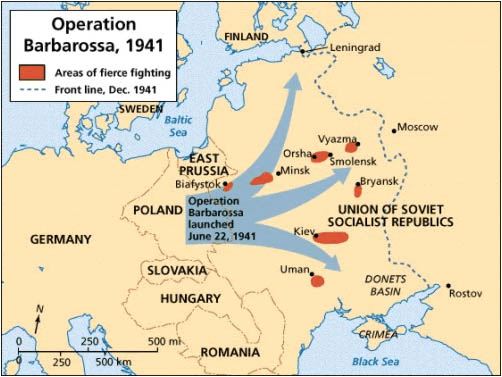 Operation
Barbarossa, 1941
Areas of fierce fighting
Front line, Dec. 1941
FINLAND
Leningrad
SWEDEN
Baltic
Sea
Vyazma
Moscow
Orsha
Smolensk
EAST
PRUSSIA
Minsk
Białystok
Bryansk
Operation
Barbarossa
launched
June 22, 1941
POLAND
UNION OF SOVIET
SOCIALIST REPUBLICS
GERMANY
Kiev
SLOVAKIA
Uman
DONETS
BASIN
HUNGARY
Rostov
N
CRIMEA
0 250 500 mi
0 250 500 km
ROMANIA
Black Sea